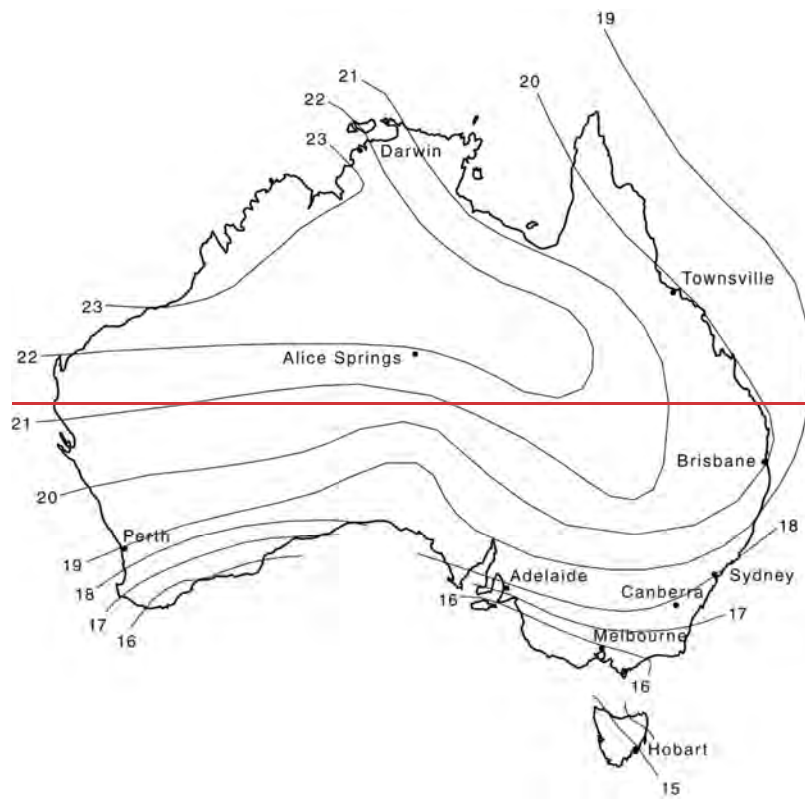 19
21
20
22
23
Darwin
Townsville
23
22
Alice Springs
21
Brisbane
20
18
Perth
19
Adelaide
Sydney
18
Canberra
16
17
17
Melbourne
16
16
Hobart
15